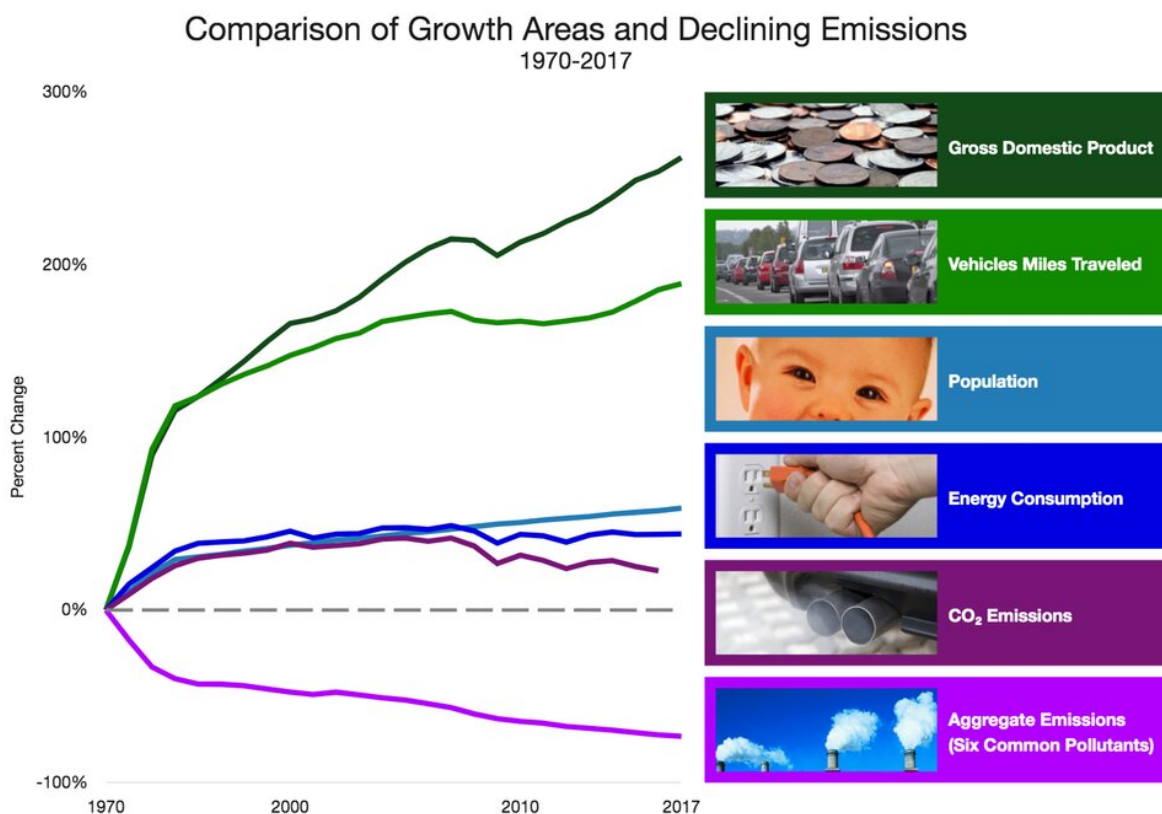 Comparison of Growth Areas and Declining Emissions
1970-2017
300%
200%
100%
0%
-100%
Percent Change
1970
2000
2010
2017
Gross Domestic Product
Vehicles Miles Traveled
Population
Energy Consumption
CO₂ Emissions
Aggregate Emissions
(Six Common Pollutants)